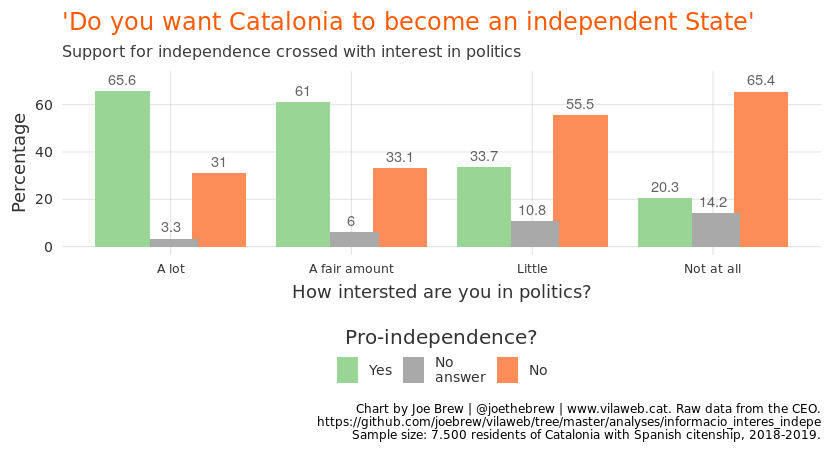 'Do you want Catalonia to become an independent State'
Support for independence crossed with interest in politics
Percentage
60
40
20
0
65.6
3.3
31
61
6
33.1
33.7
10.8
55.5
20.3
14.2
65.4
A lot
A fair amount
Little
Not at all
How intersted are you in politics?
Pro-independence?
Yes
No
answer
No
Chart by Joe Brew | @joethebrew | www.vilaweb.cat. Raw data from the CEO.
https://github.com/joebrew/vilaweb/tree/master/analyses/informacio_interes_indepe
Sample size: 7.500 residents of Catalonia with Spanish citenship, 2018-2019.